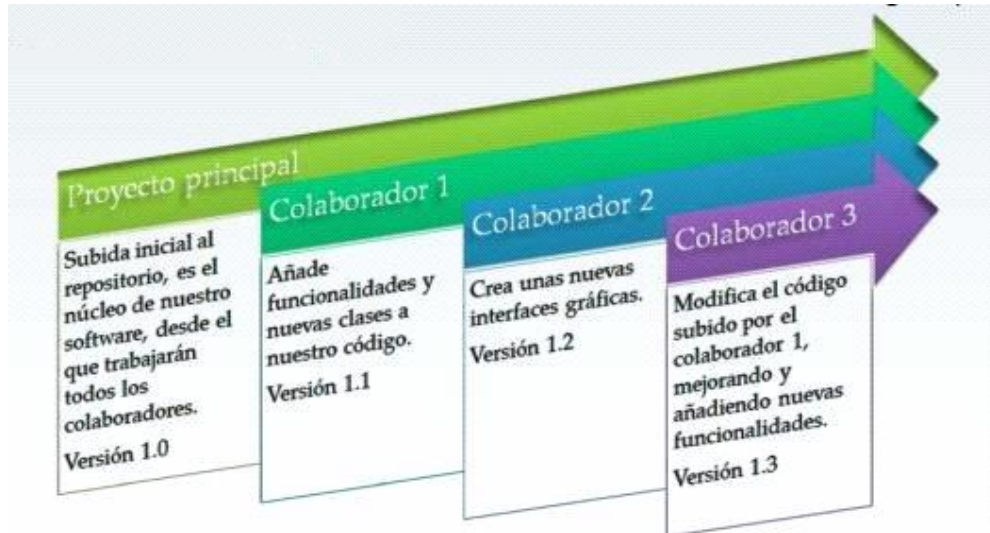 Proyecto principal
Subida inicial al
repositorio, es el
núcleo de nuestro
software, desde el
que trabajarán
todos los
colaboradores.
Versión 1.0
Colaborador 1
Añade
funcionalidades y
nuevas clases a
nuestro código.
Versión 1.1
Colaborador 2
Crea unas nuevas
interfaces gráficas.
Versión 1.2
Colaborador 3
Modifica el código
subido por el
colaborador 1,
mejorando y
añadiendo nuevas
funcionalidades.
Versión 1.3